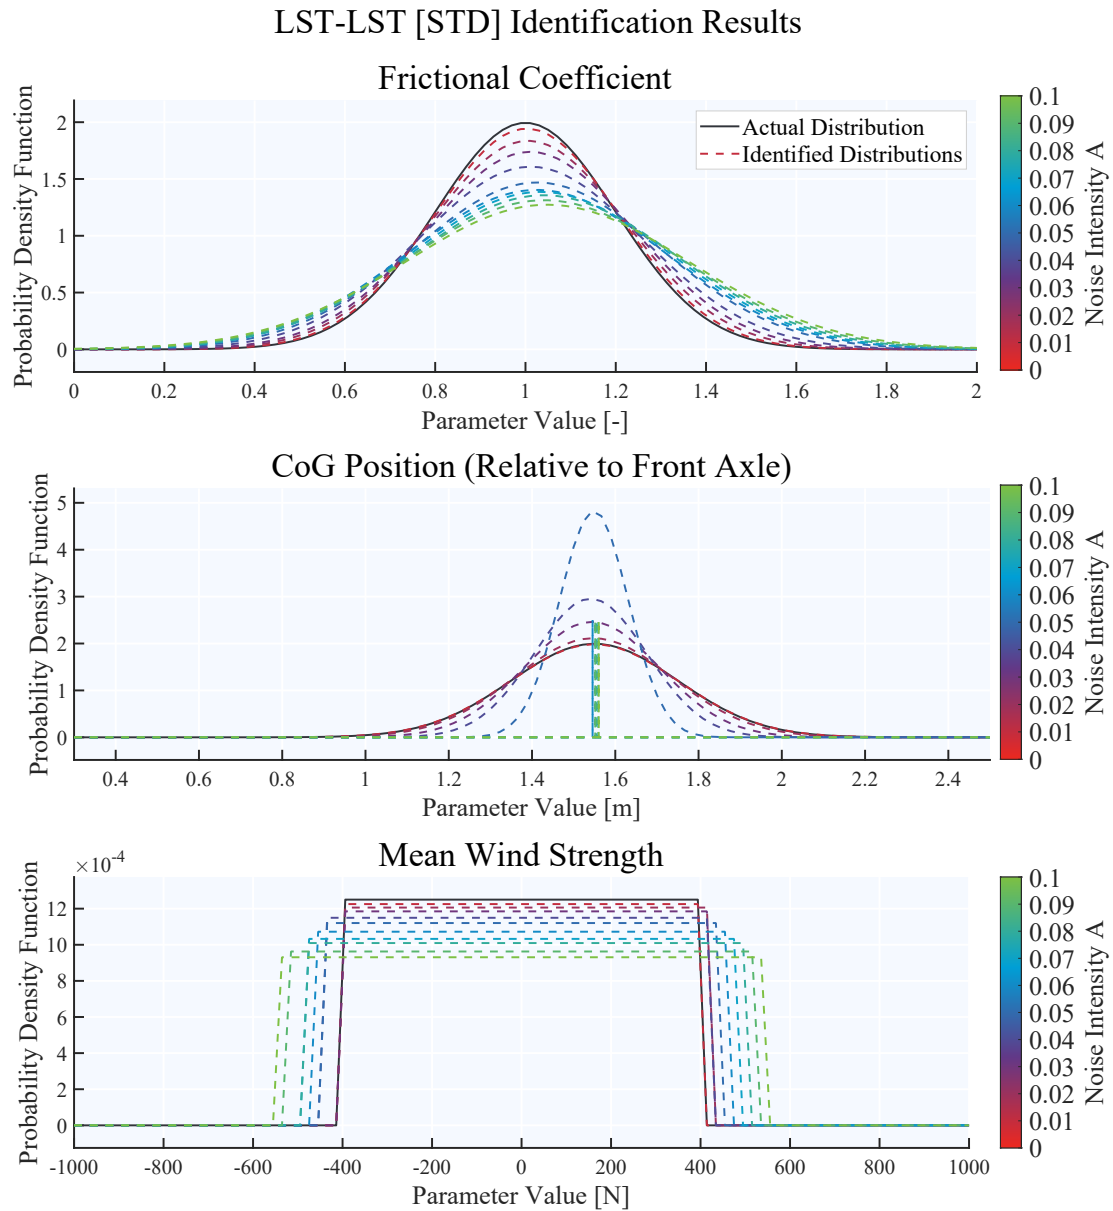 LST-LST [STD] Identification Results
Frictional Coefficient
Actual Distribution
Identified Distributions
Probability Density Function
2
1.5
1
0.5
0
0 0.2 0.4 0.6 0.8 1 1.2 1.4 1.6 1.8 2
Parameter Value [-]
0.1
0.09
0.08
0.07
0.06
0.05
0.04
0.03
0.02
0.01
0
Noise Intensity A
CoG Position (Relative to Front Axle)
Probability Density Function
5
4
3
2
1
0
0.4 0.6 0.8 1 1.2 1.4 1.6 1.8 2 2.2 2.4
Parameter Value [m]
0.1
0.09
0.08
0.07
0.06
0.05
0.04
0.03
0.02
0.01
0
Noise Intensity A
Mean Wind Strength
×10-4
Probability Density Function
12
10
8
6
4
2
0
-1000 -800 -600 -400 -200 0 200 400 600 800 1000
Parameter Value [N]
0.1
0.09
0.08
0.07
0.06
0.05
0.04
0.03
0.02
0.01
0
Noise Intensity A